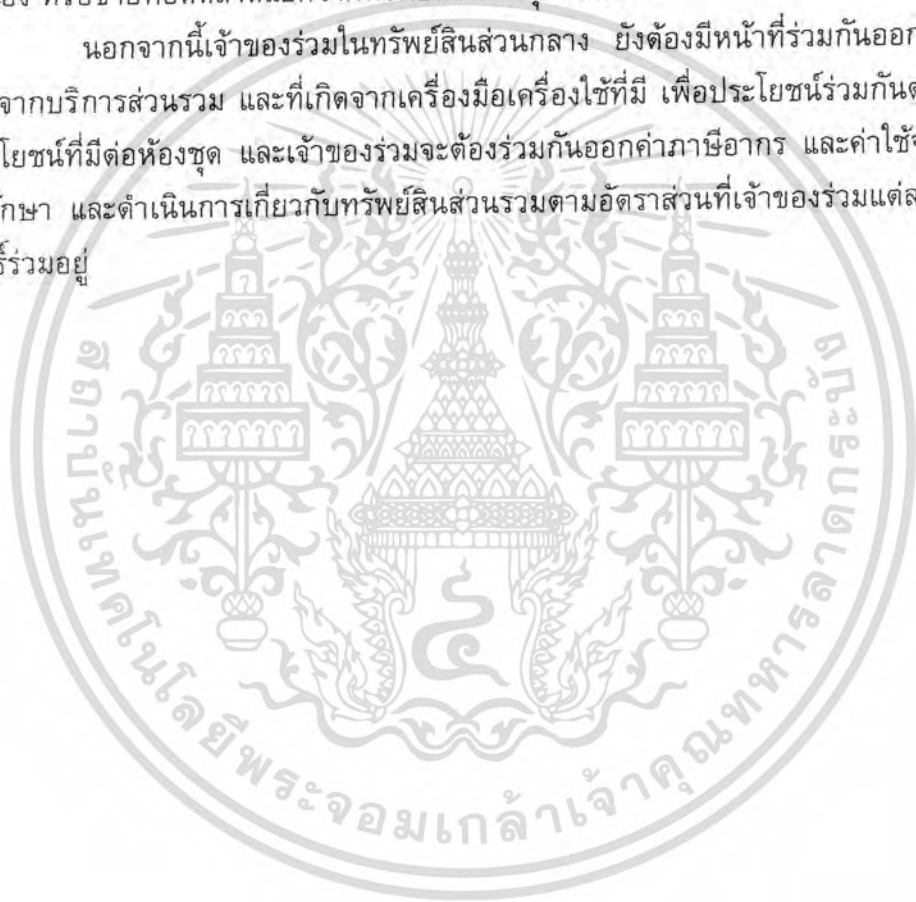 นอกจากนี้เจ้าของร่วมในทรัพย์สินส่วนกลาง ยังต้องมีหน้าที่ร่วมกันออก
จากบริการส่วนรวม และที่เกิดจากเครื่องมือเครื่องใช้ที่มี เพื่อประโยชน์ร่วมกัน
โยชน์ที่มีต่อห้องชุด และเจ้าของร่วมจะต้องร่วมกันออกค่าภาษีอากร และค่าใช้
กษา และดำเนินการเกี่ยวกับทรัพย์สินส่วนรวมตามอัตราส่วนที่เจ้าของร่วมแต่ล
ร่วมอยู่
สถาบันเทคโนโลยีพระจอมเกล้าเจ้าคุณทหารลาดกระบัง